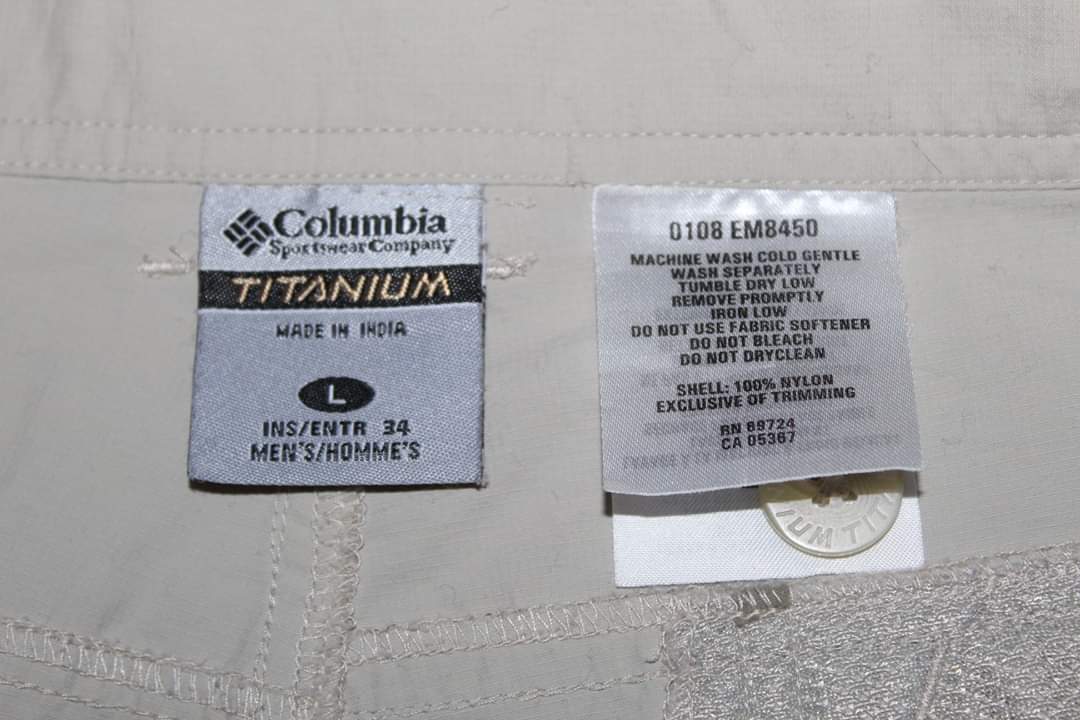 Columbia
Sportswear Company
TITANIUM
MADE IN INDIA
L
INS/ENTR 34
MEN'S/HOMME'S
0108 EM8450
MACHINE WASH COLD GENTLE
WASH SEPARATELY
TUMBLE DRY LOW
REMOVE PROMPTLY
IRON LOW
DO NOT USE FABRIC SOFTENER
DO NOT BLEACH
DO NOT DRYCLEAN
SHELL: 100% NYLON
EXCLUSIVE OF TRIMMING
RN 69724
CA 05367
IUM TITA